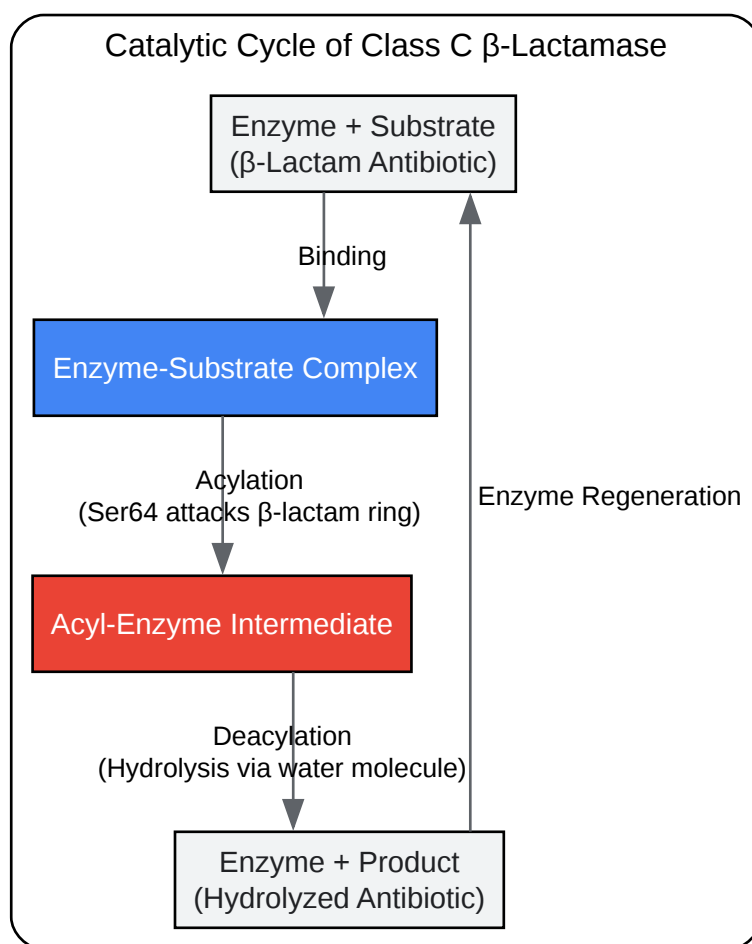 Catalytic Cycle of Class C β-Lactamase
Enzyme + Substrate
(β-Lactam Antibiotic)
Binding
Enzyme-Substrate Complex
Acylation
(Ser64 attacks β-lactam ring)
Enzyme Regeneration
Acyl-Enzyme Intermediate
Deacylation
(Hydrolysis via water molecule)
Enzyme + Product
(Hydrolyzed Antibiotic)